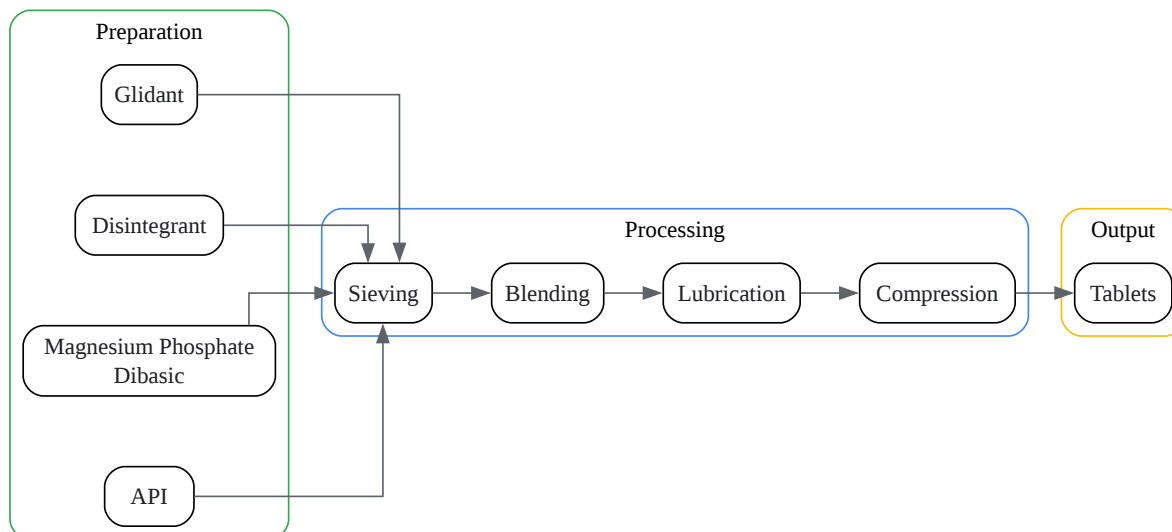 Preparation
Glidant
Disintegrant
Magnesium Phosphate
Dibasic
API
Processing
Sieving
Blending
Lubrication
Compression
Output
Tablets